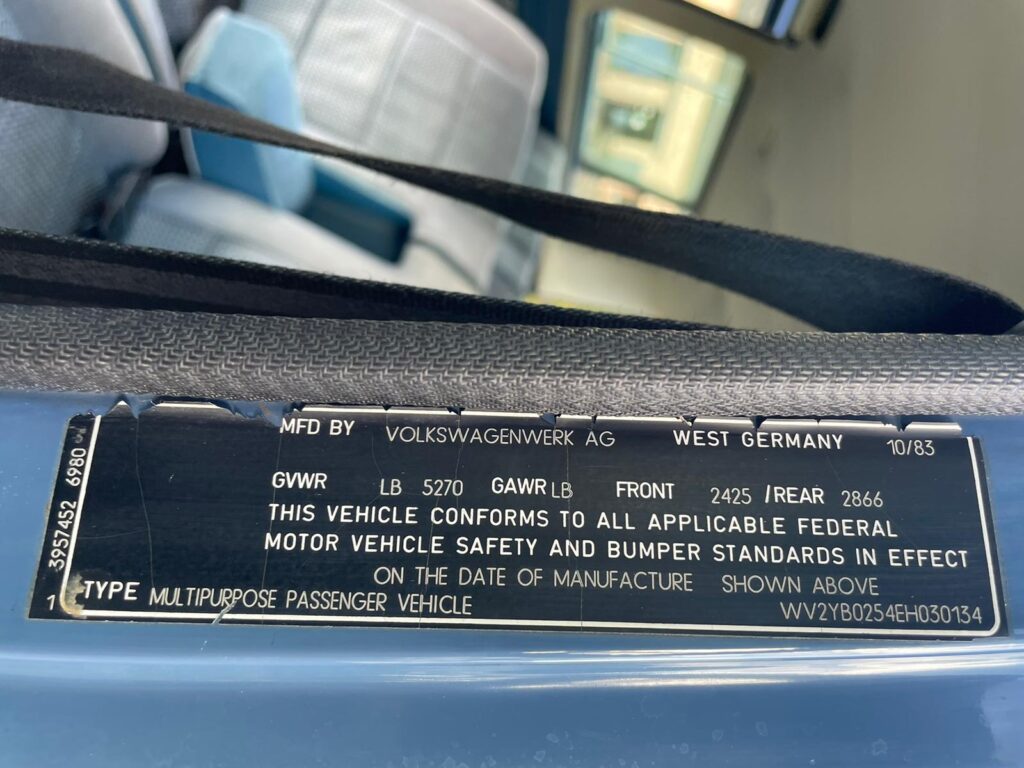 MFD BY VOLKSWAGENWERK AG WEST GERMANY 10/83
GVWR LB 5270 GAWR LB FRONT 2425 /REAR 2866
THIS VEHICLE CONFORMS TO ALL APPLICABLE FEDERAL
MOTOR VEHICLE SAFETY AND BUMPER STANDARDS IN EFFECT
ON THE DATE OF MANUFACTURE SHOWN ABOVE
TYPE MULTIPURPOSE PASSENGER VEHICLE WV2YB0254EH030134
1
3957452 6980